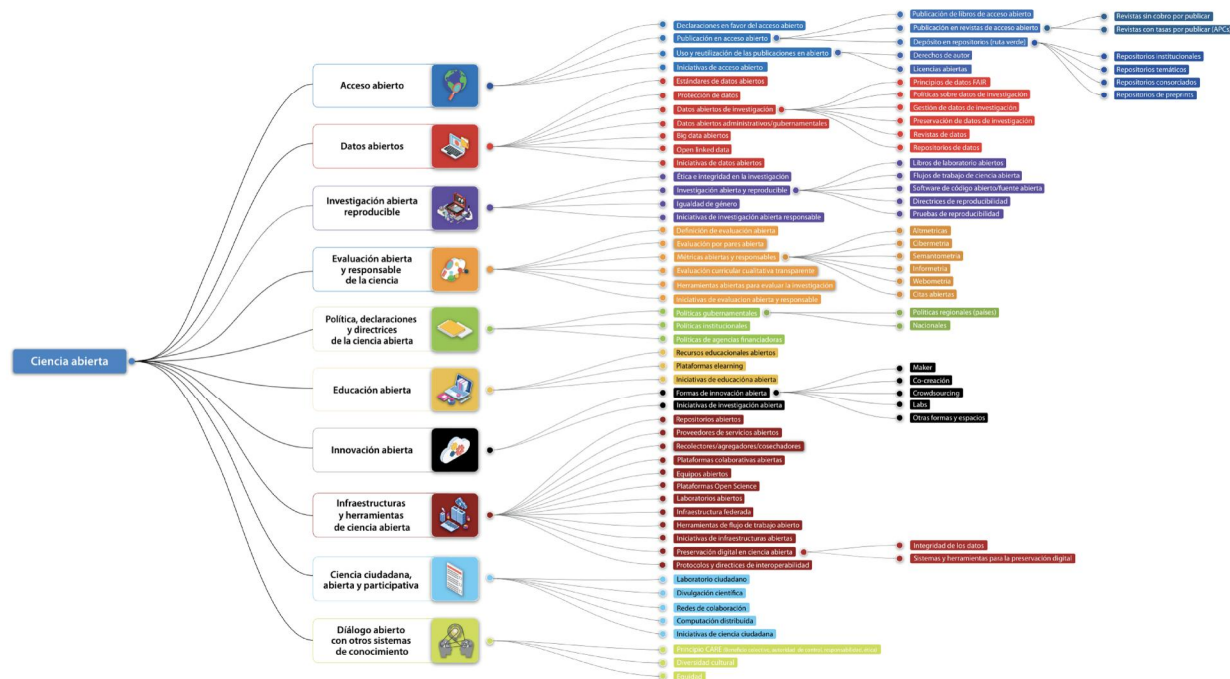 Ciencia abierta
Acceso abierto
Declaraciones en favor del acceso abierto
Publicación en acceso abierto
Publicación de libros de acceso abierto
Publicación en revistas de acceso abierto
Revistas sin cobro por publicar
Revistas con tasas por publicar (APCs)
Depósito en repositorios (ruta verde)
Repositorios institucionales
Repositorios temáticos
Repositorios consorciados
Repositorios de preprints
Uso y reutilización de las publicaciones en abierto
Derechos de autor
Licencias abiertas
Iniciativas de acceso abierto
Datos abiertos
Estándares de datos abiertos
Protección de datos
Datos abiertos de investigación
Principios de datos FAIR
Políticas sobre datos de investigación
Gestión de datos de investigación
Preservación de datos de investigación
Revistas de datos
Repositorios de datos
Datos abiertos administrativos/gubernamentales
Big data abiertos
Open linked data
Iniciativas de datos abiertos
Investigación abierta
reproducible
Ética e integridad en la investigación
Investigación abierta y reproducible
Libros de laboratorio abiertos
Flujos de trabajo de ciencia abierta
Software de código abierto/fuente abierta
Directrices de reproducibilidad
Pruebas de reproducibilidad
Igualdad de género
Iniciativas de investigación abierta responsable
Evaluación abierta
y responsable
de la ciencia
Definición de evaluación abierta
Evaluación por pares abierta
Métricas abiertas y responsables
Altmetricas
Cibermetria
Semantometria
Informetria
Webometria
Citas abiertas
Evaluación curricular cualitativa transparente
Herramientas abiertas para evaluar la investigación
Iniciativas de evaluacion abierta y responsable
Política, declaraciones
y directrices
de la ciencia abierta
Políticas gubernamentales
Políticas regionales (países)
Nacionales
Políticas institucionales
Políticas de agencias financiadoras
Educación abierta
Recursos educacionales abiertos
Plataformas elearning
Iniciativas de educacióna abierta
Innovación abierta
Formas de innovación abierta
Maker
Co-creación
Crowdsourcing
Labs
Otras formas y espacios
Iniciativas de investigación abierta
Infraestructuras
y herramientas
de ciencia abierta
Repositorios abiertos
Proveedores de servicios abiertos
Recolectores/agregadores/cosechadores
Plataformas colaborativas abiertas
Equipos abiertos
Plataformas Open Science
Laboratorios abiertos
Infraestructura federada
Herramientas de flujo de trabajo abierto
Iniciativas de infraestructuras abiertas
Preservación digital en ciencia abierta
Integridad de los datos
Sistemas y herramientas para la preservación digital
Protocolos y directices de interoperabilidad
Ciencia ciudadana,
abierta y participativa
Laboratorio ciudadano
Divulgación científica
Redes de colaboración
Computación distribuida
Iniciativas de ciencia ciudadana
Díálogo abierto
con otros sistemas
de conocimiento
Principio CARE
Diversidad cultural
Equidad